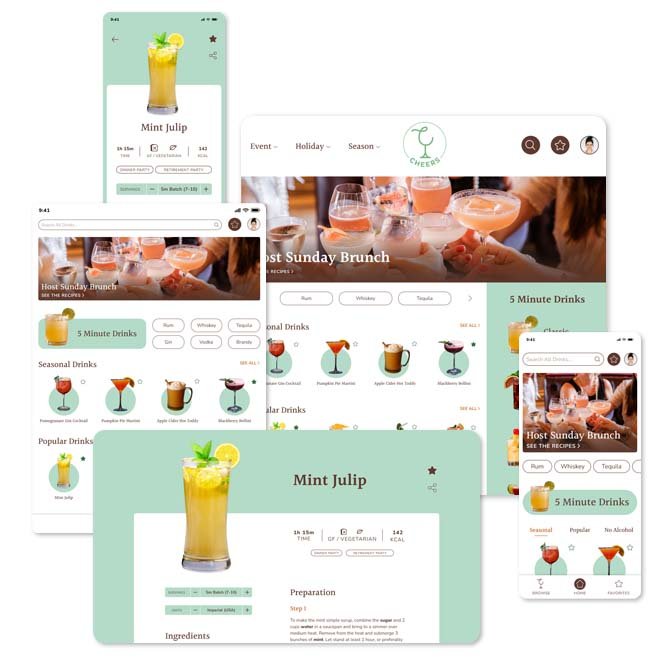 9:41
Mint Julip
1h 15m
TIME
GF / VEGETARIAN
142
KCAL
DINNER PARTY
RETIREMENT PARTY
SERVINGS
5m Batch (7-10)
Event
Holiday
Season
CHEERS
ost Sunday Brunch
E RECIPES
Rum
Whiskey
Tequila
onal Drinks
SEE ALL
ate Gin Cocktail
Pumpkin Pie Martini
Apple Cider Hot Toddy
Blackberry Bellini
ular Drinks
SEE ALL
5 Minute Drinks
Classic
9:41
Search All Drinks...
Host Sunday Brunch
SEE THE RECIPES
5 Minute Drinks
Rum
Whiskey
Tequila
Gin
Vodka
Brandy
Seasonal Drinks
SEE ALL
Pomegranate Gin Cocktail
Pumpkin Pie Martini
Apple Cider Hot Toddy
Blackberry Bellini
Popular Drinks
Mint Julip
9:41
Search All Drinks...
Host Sunday Brunch
SEE THE RECIPES
Rum
Whiskey
Tequila
5 Minute Drinks
Seasonal
Popular
No Alcohol
BROWSE
HOME
FAVORITES
Mint Julip
1h 15m
TIME
GF / VEGETARIAN
142
KCAL
DINNER PARTY
RETIREMENT PARTY
SERVINGS
5m Batch (7-10)
UNITS
Imperial (USA)
Ingredients
Preparation
Step 1
To make the mint simple syrup, combine the sugar and 2
cups water in a saucepan and bring to a simmer over
medium heat. Remove from the heat and submerge 3
bunches of mint. Let stand at least 1 hour, or preferably